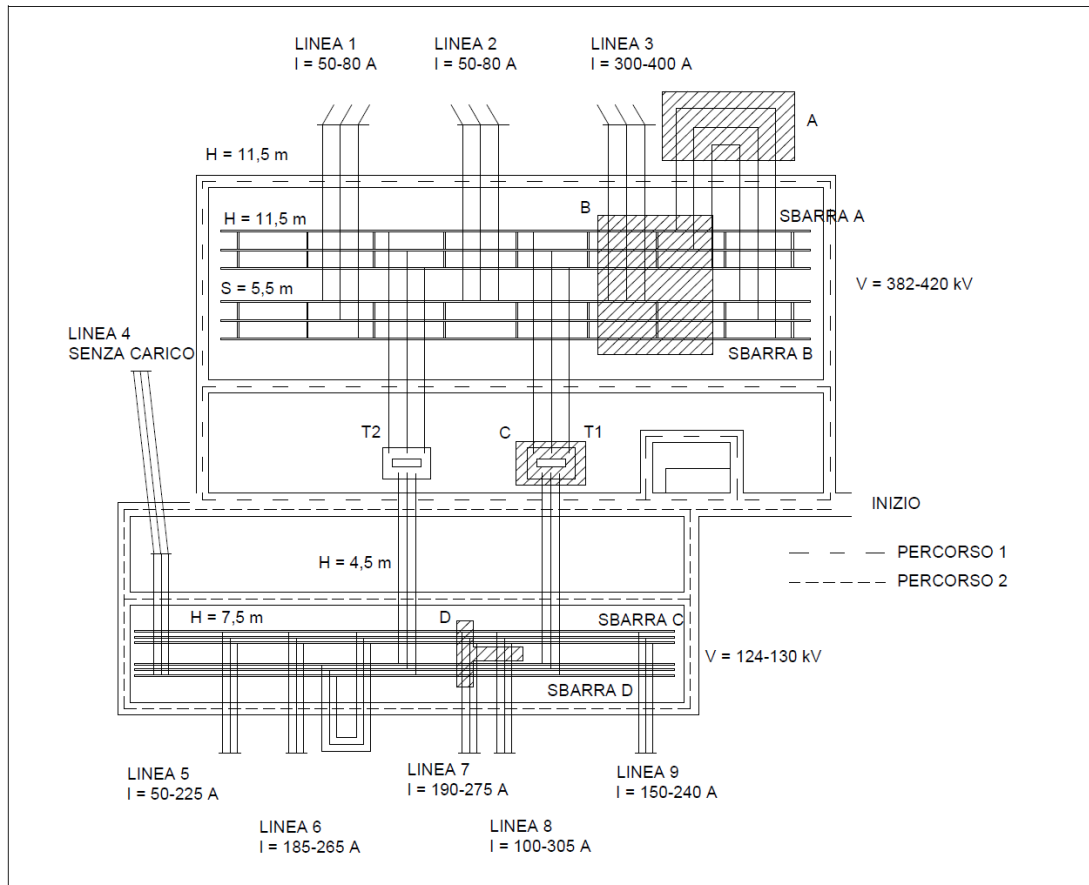 LINEA 1
I = 50-80 A
LINEA 2
I = 50-80 A
LINEA 3
I = 300-400 A
A
H = 11,5 m
B
H = 11,5 m
SBARRA A
S = 5,5 m
V = 382-420 kV
LINEA 4
SENZA CARICO
SBARRA B
T2
C
T1
INIZIO
PERCORSO 1
H = 4,5 m
PERCORSO 2
H = 7,5 m
D
SBARRA C
V = 124-130 kV
SBARRA D
LINEA 5
I = 50-225 A
LINEA 7
I = 190-275 A
LINEA 9
I = 150-240 A
LINEA 6
I = 185-265 A
LINEA 8
I = 100-305 A